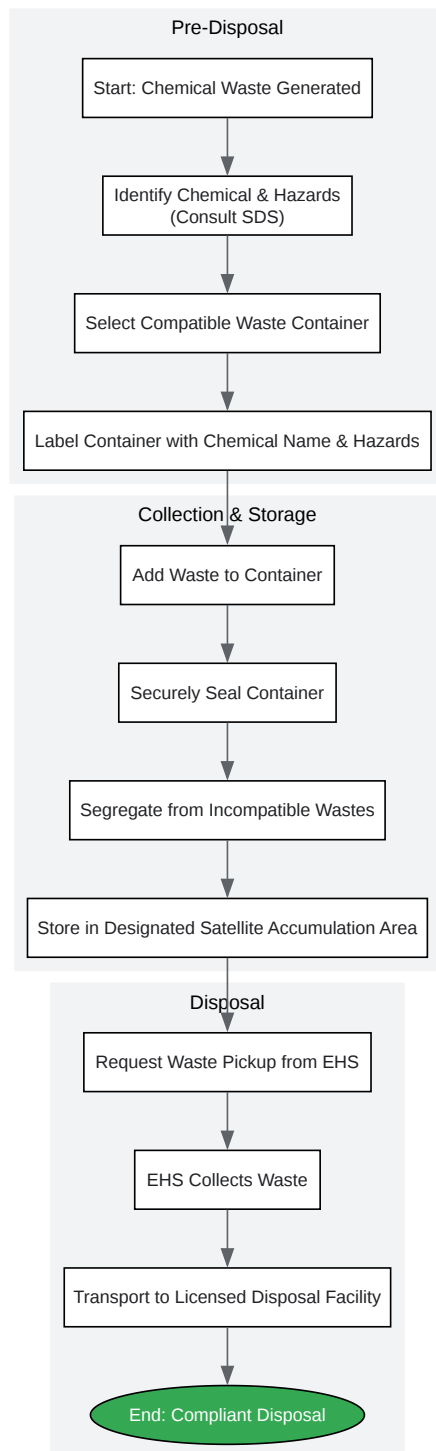 Pre-Disposal
Start: Chemical Waste Generated
Identify Chemical & Hazards
(Consult SDS)
Select Compatible Waste Container
Label Container with Chemical Name & Hazards
Collection & Storage
Add Waste to Container
Securely Seal Container
Segregate from Incompatible Wastes
Store in Designated Satellite Accumulation Area
Disposal
Request Waste Pickup from EHS
EHS Collects Waste
Transport to Licensed Disposal Facility
End: Compliant Disposal